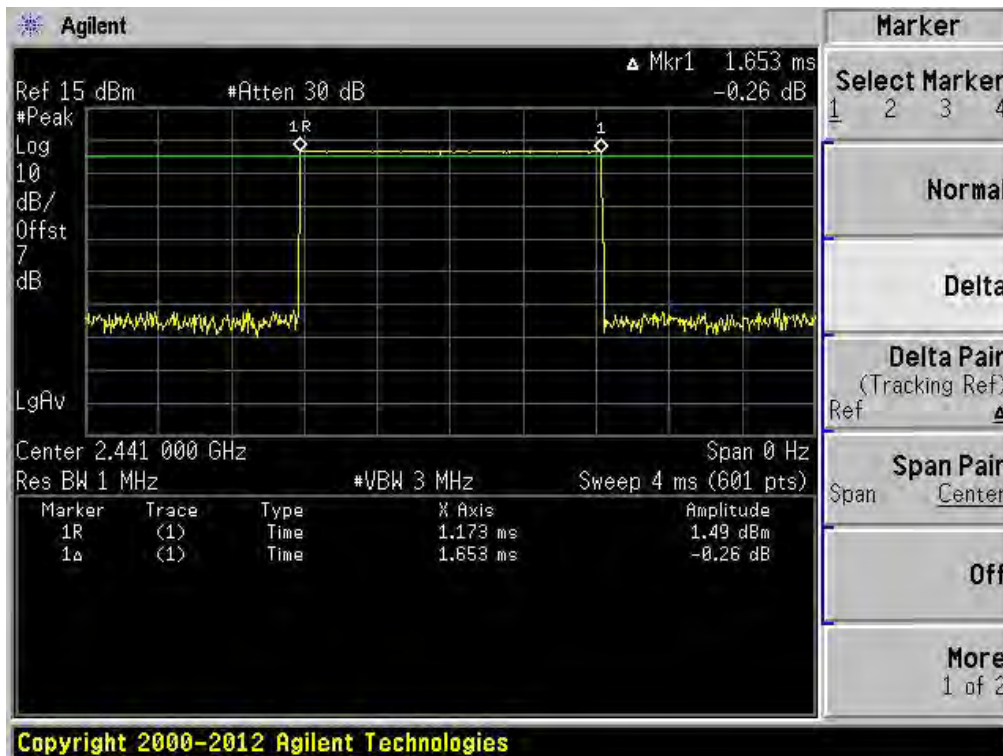 Agilent
Δ Mkr1 1.653 ms
Ref 15 dBm #Atten 30 dB -0.26 dB
#Peak
Log
10
dB/
Offst
7
dB
LgAv
1R 1
Center 2.441 000 GHz Span 0 Hz
Res BW 1 MHz #VBW 3 MHz Sweep 4 ms (601 pts)
Marker Trace Type X Axis Amplitude
1R (1) Time 1.173 ms 1.49 dBm
1Δ (1) Time 1.653 ms -0.26 dB
Copyright 2000-2012 Agilent Technologies
Marker
Select Marker
1 2 3 4
Normal
Delta
Delta Pair
(Tracking Ref)
Ref Δ
Span Pair
Span Center
Off
More
1 of 2